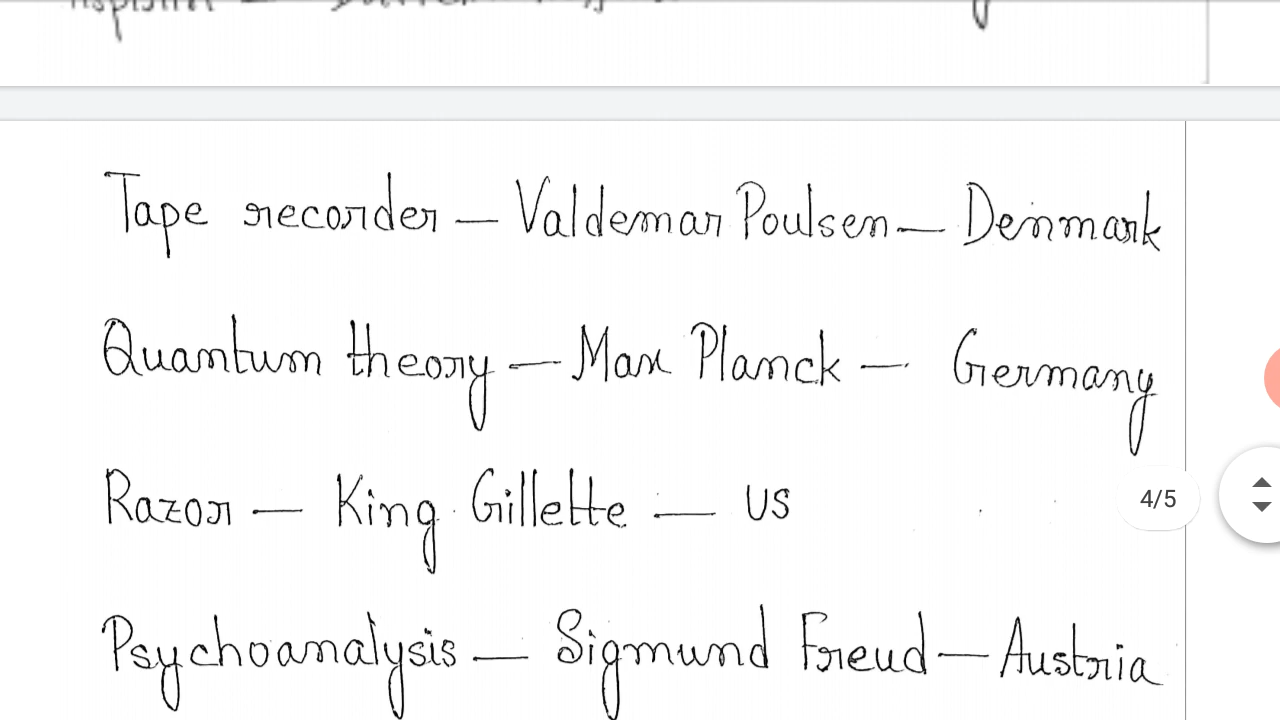 Tape recorder — Valdemar Poulsen — Denmark
Quantum theory — Max Planck — Germany
Razor — King Gillette — US
4/5
Psychoanalysis — Sigmund Freud — Austria